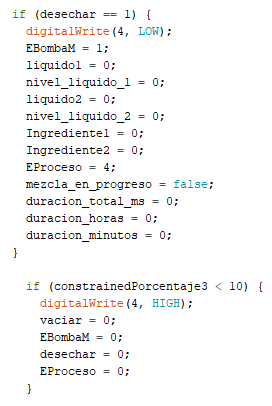 if (desechar == 1) {
digitalWrite(4, LOW);
EBombaM = 1;
liquido1 = 0;
nivel_liquido_1 = 0;
liquido2 = 0;
nivel_liquido_2 = 0;
Ingrediente1 = 0;
Ingrediente2 = 0;
EProceso = 4;
mezcla_en_progreso = false;
duracion_total_ms = 0;
duracion_horas = 0;
duracion_minutos = 0;
}
if (constrainedPorcentaje3 < 10) {
digitalWrite(4, HIGH);
vaciar = 0;
EBombaM = 0;
desechar = 0;
EProceso = 0;
}